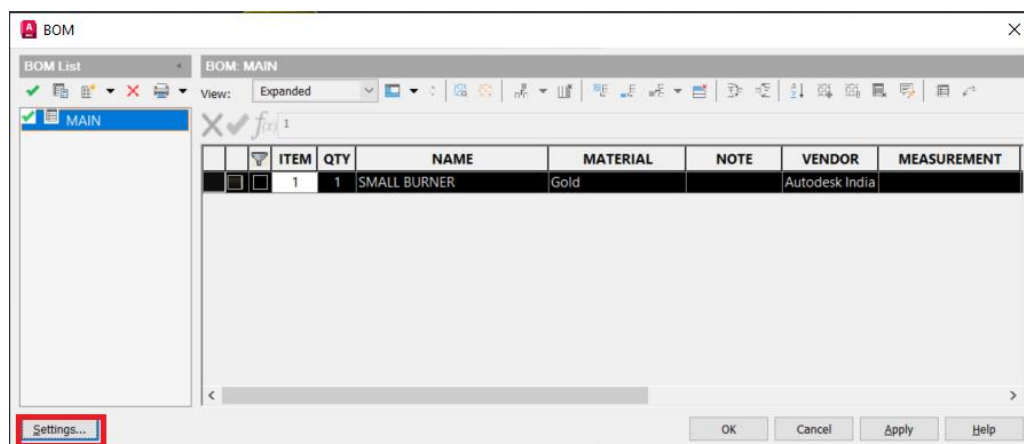 BOM
BOM List
BOM: MAIN
View: Expanded
MAIN
1
ITEM QTY NAME MATERIAL NOTE VENDOR MEASUREMENT
1 1 SMALL BURNER Gold Autodesk India
Settings... OK Cancel Apply Help